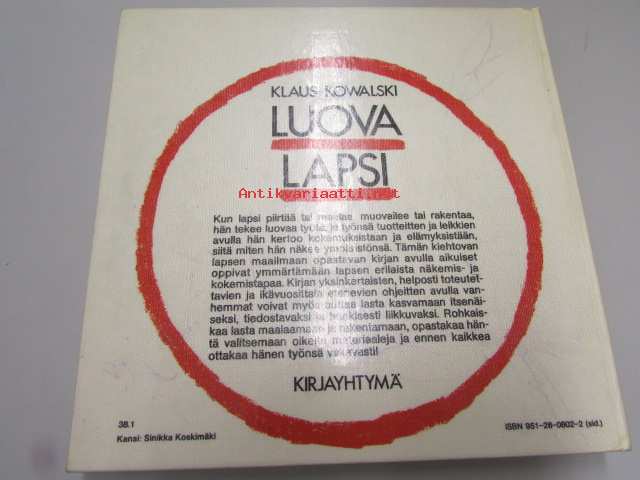 KLAUS KOWALSKI
LUOVA
LAPSI
Antikvariaatti.net
Kun lapsi piirtää tai maalaa, muovailee tai rakentaa,
hän tekee luovaa työtä, ja työnsä tuotteitten ja leikkien
avulla hän kertoo kokemuksistaan ja elämyksistään,
siitä miten hän näkee ympäristönsä. Tämän kiehtovan
lapsen maailmaan opastavan kirjan avulla aikuiset
oppivat ymmärtämään lapsen erilaista näkemis- ja
kokemistapaa. Kirjan yksinkertaisten, helposti toteutet-
tavien ja ikävuosittain etenevien ohjeitten avulla van-
hemmat voivat myös auttaa lasta kasvamaan itsenäi-
seksi, tiedostavaksi ja henkisesti liikkuvaksi. Rohkais-
kaa lasta maalaamaan ja rakentamaan, opastakaa hän-
tä valitsemaan oikeita materiaaleja ja ennen kaikkea
ottakaa hänen työnsä vakavasti!
KIRJAYHTYMÄ
38.1
Kansi: Sinikka Koskimäki
ISBN 951-26-0802-2 (sid.)